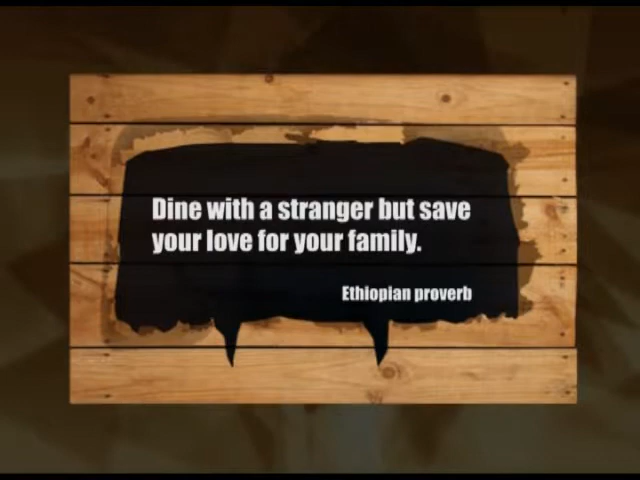 Dine with a stranger but save
your love for your family.
Ethiopian proverb